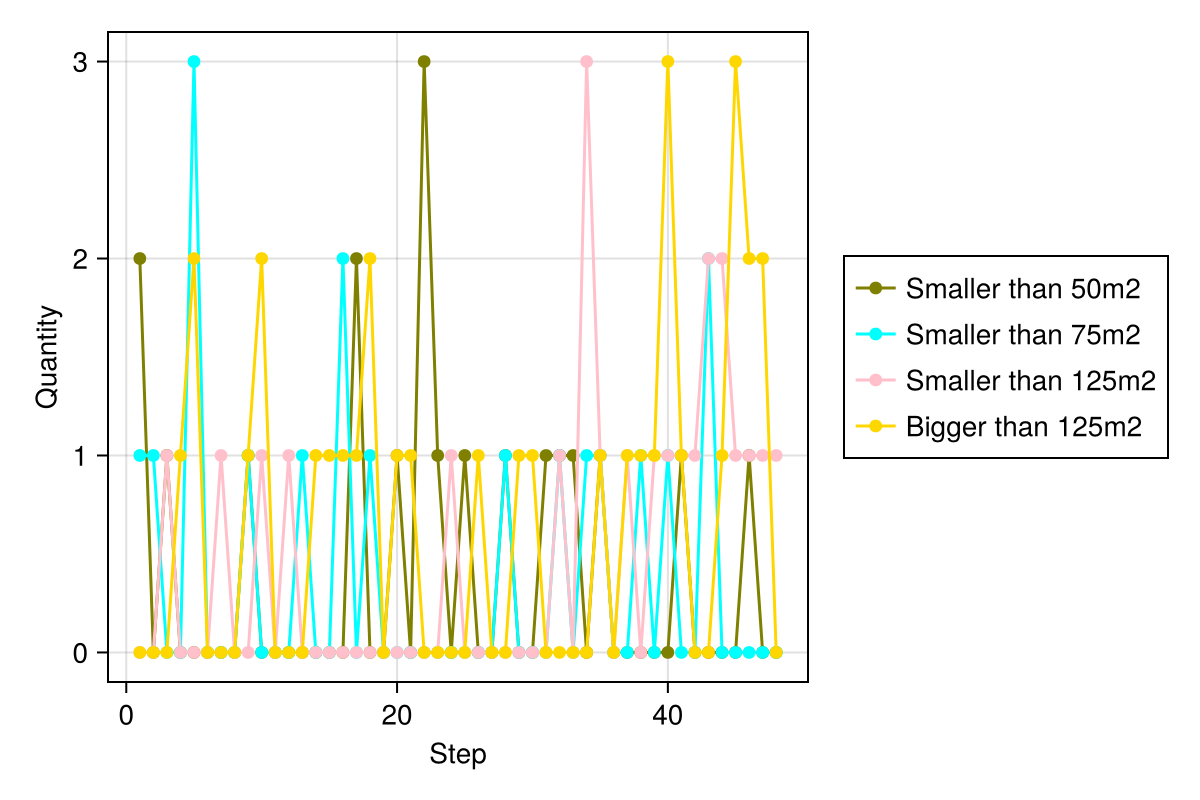 3
2
1
0
Quantity
0 20 40
Step
Smaller than 50m2
Smaller than 75m2
Smaller than 125m2
Bigger than 125m2